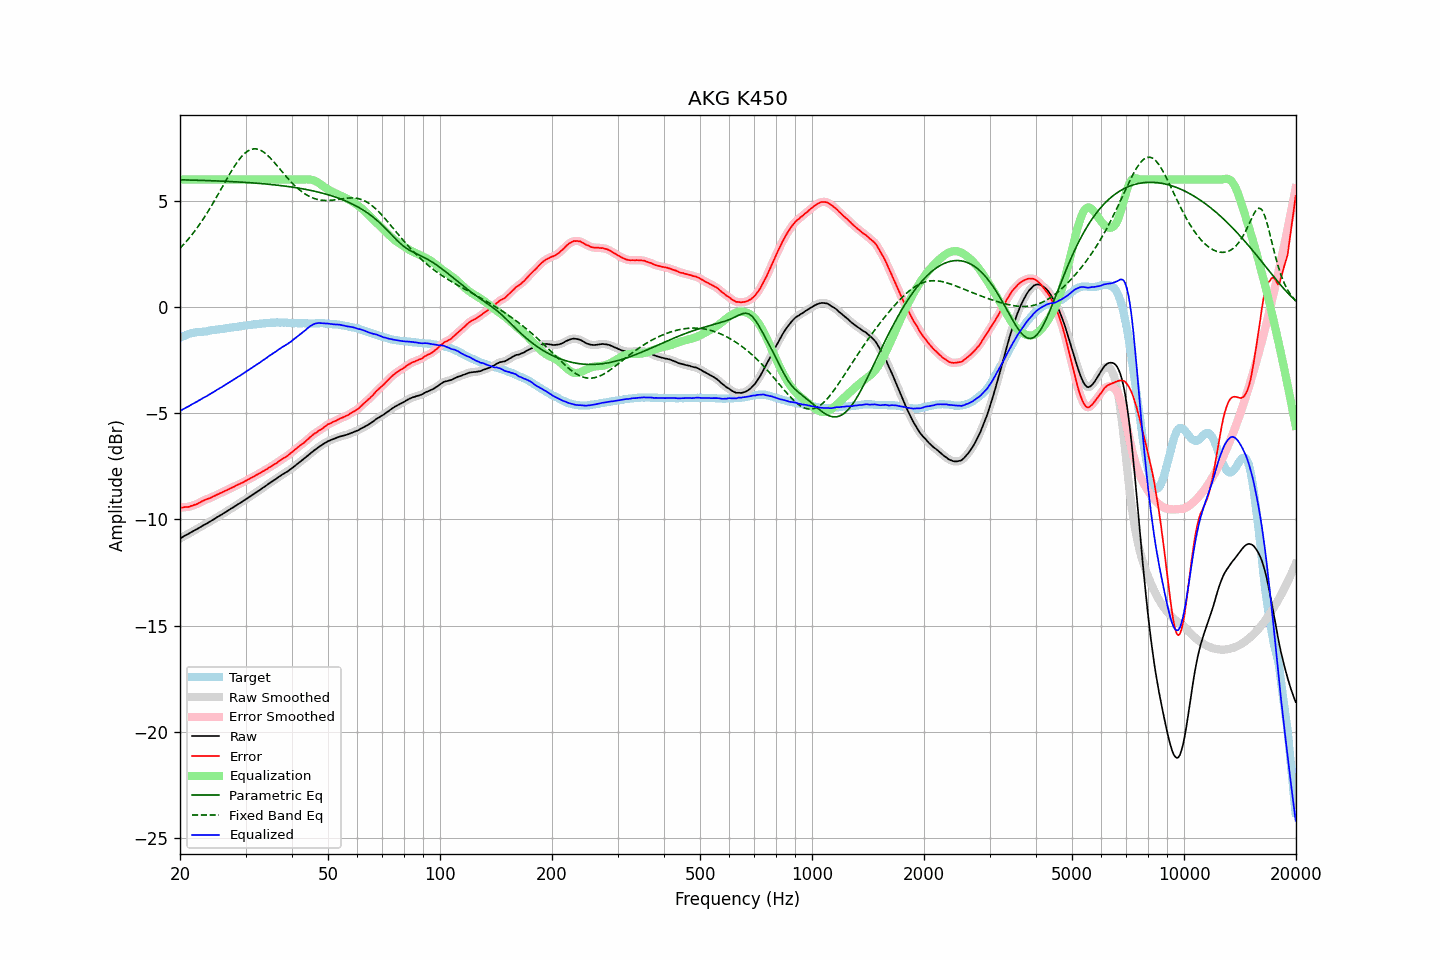 AKG K450
Amplitude (dBr)
5
0
−5
−10
−15
−20
−25
Target
Raw Smoothed
Error Smoothed
Raw
Error
Equalization
Parametric Eq
Fixed Band Eq
Equalized
20 50 100 200 500 1000 2000 5000 10000 20000
Frequency (Hz)